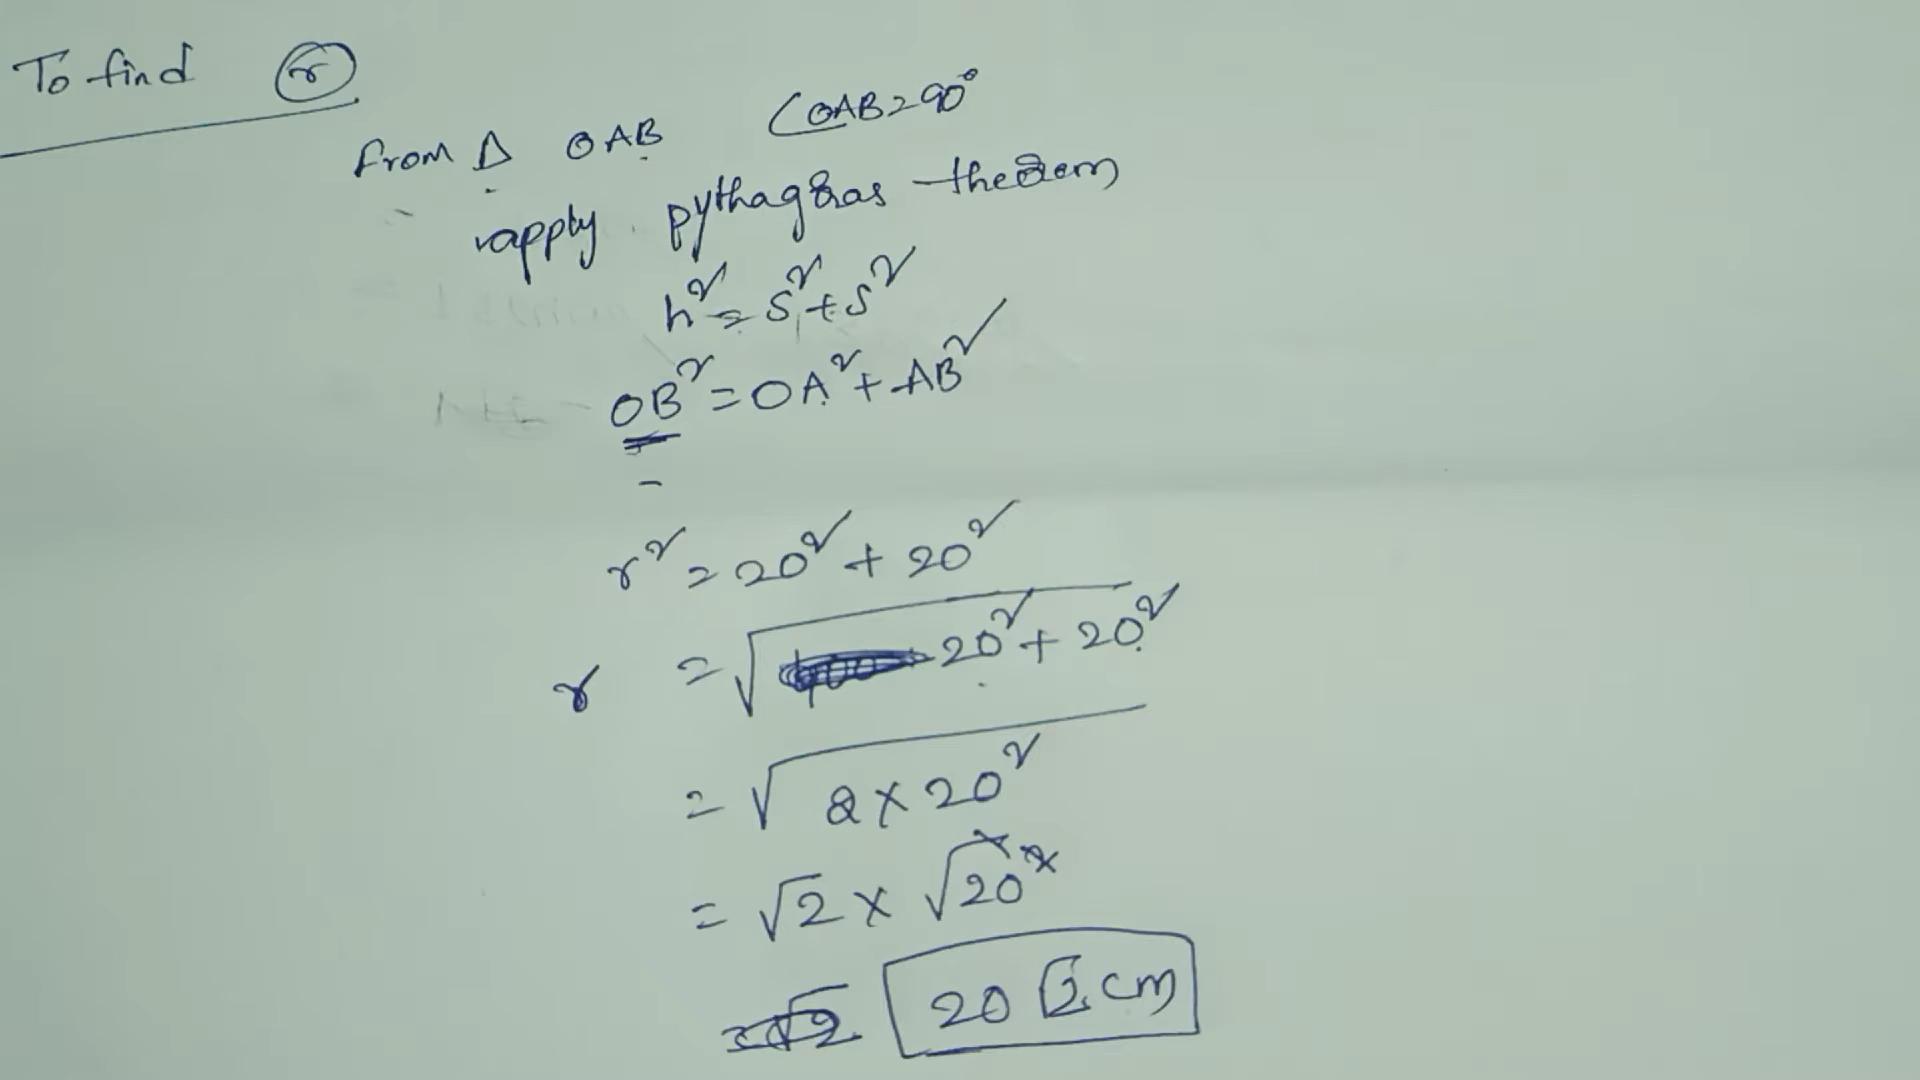 To find r
From Δ OAB ∠OAB = 90°
apply pythagoras theorem
h² = s² + s²
OB² = OA² + AB²
r² = 20² + 20²
r = √20² + 20²
= √2 × 20²
= √2 × √20²
20√2 cm